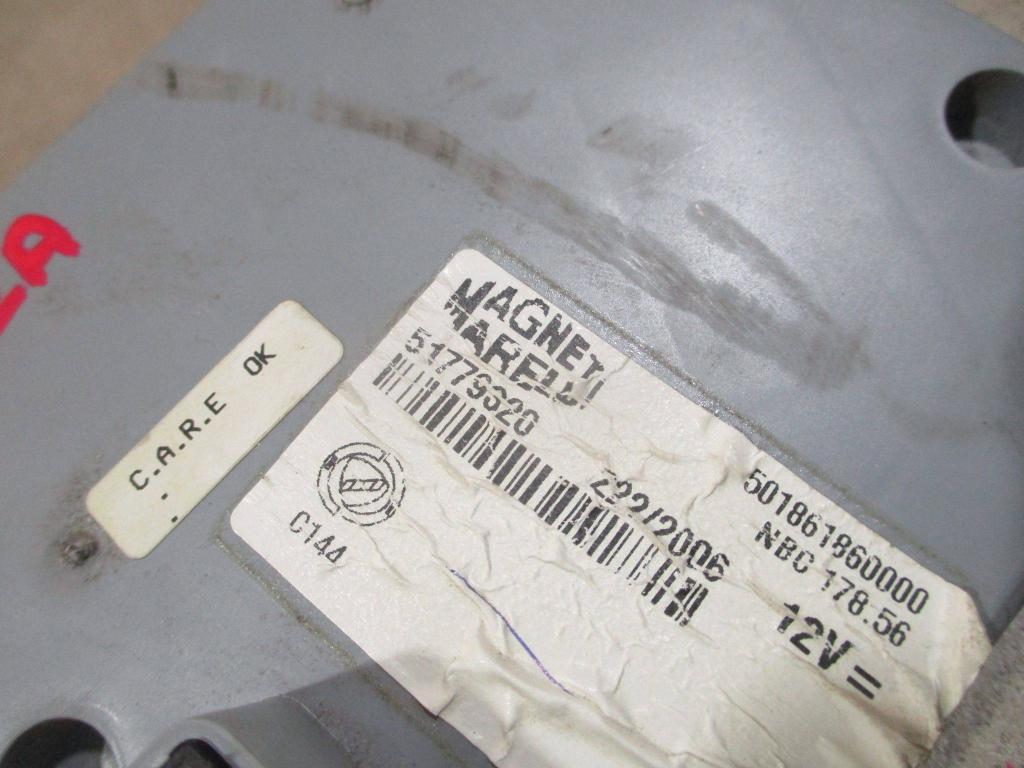 MAGNETI
MARELLI
51779320
222/2006
501861860000
NBC 178.56
12V =
C144
C.A.R.E OK